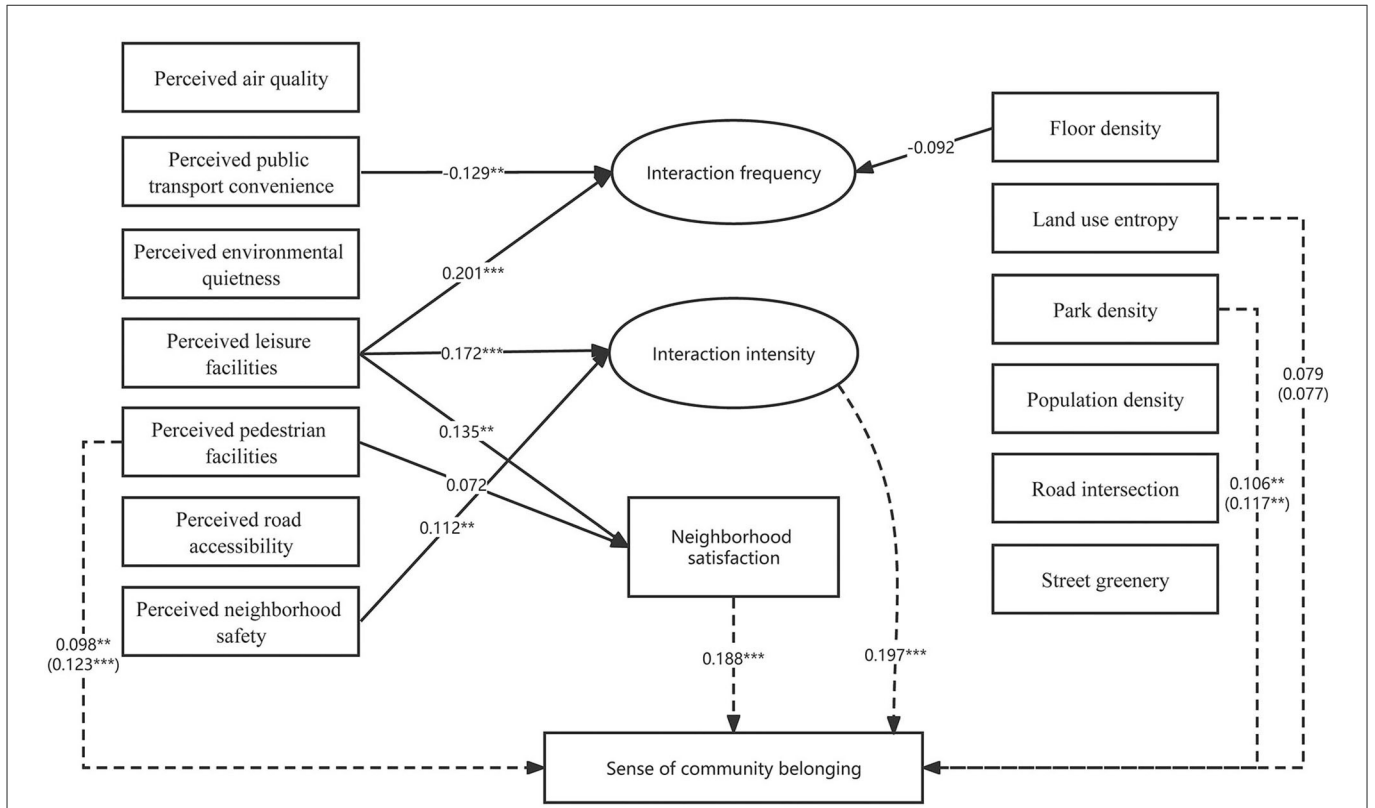 Perceived air quality
Perceived public
transport convenience
Perceived environmental
quietness
Perceived leisure
facilities
Perceived pedestrian
facilities
Perceived road
accessibility
Perceived neighborhood
safety
0.098**
(0.123***)
-0.129**
0.201***
0.172***
0.135**
0.072
0.112**
Interaction frequency
Interaction intensity
Neighborhood
satisfaction
0.188***
0.197***
Sense of community belonging
-0.092
Floor density
Land use entropy
Park density
Population density
Road intersection
Street greenery
0.079
(0.077)
0.106**
(0.117**)